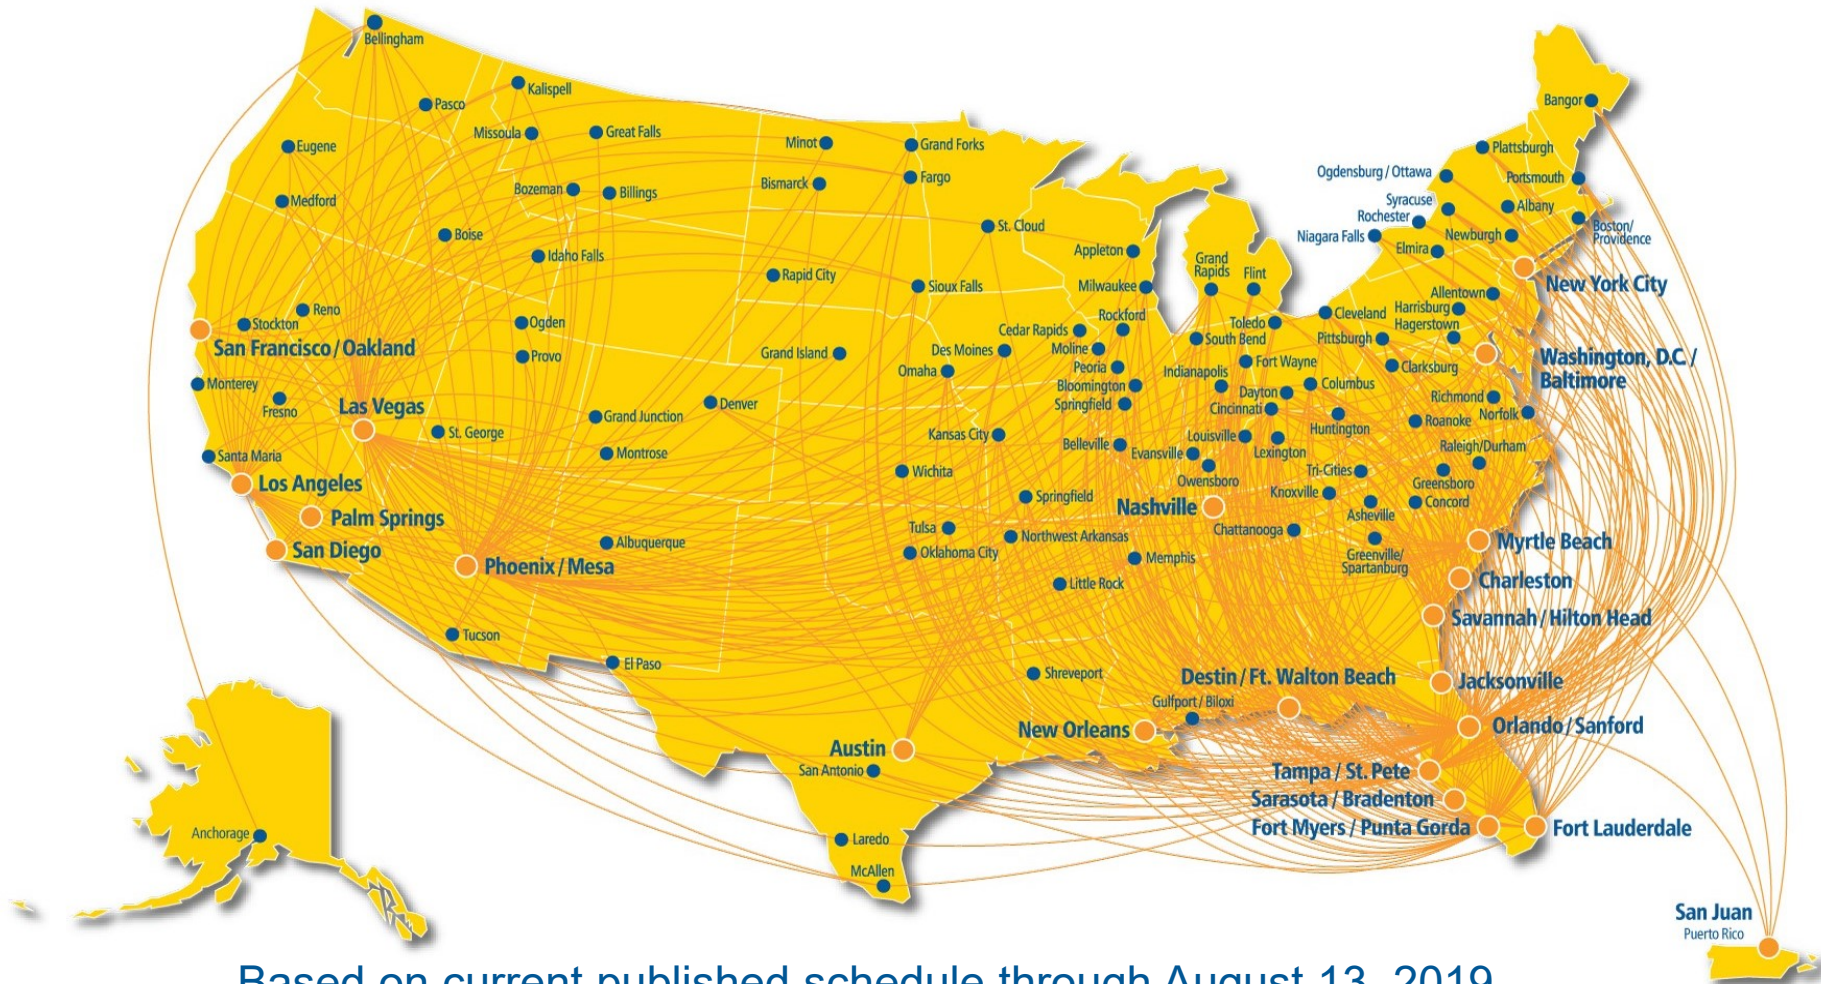 Bellingham
Kalispell
Pasco
Bangor
Missoula
Great Falls
Minot
Grand Forks
Eugene
Plattsburgh
Ogdensburg / Ottawa
Fargo
Portsmouth
Bismarck
Bozeman
Billings
Medford
Syracuse
Albany
Rochester
St. Cloud
Boston/
Providence
Boise
Niagara Falls
Newburgh
Elmira
Appleton
Idaho Falls
Grand
Rapids
Flint
Rapid City
New York City
Sioux Falls
Milwaukee
Allentown
Reno
Harrisburg
Cleveland
Rockford
Stockton
Ogden
Toledo
Hagerstown
Cedar Rapids
South Bend
Pittsburgh
San Francisco / Oakland
Des Moines
Moline
Grand Island
Provo
Washington, D.C. /
Baltimore
Fort Wayne
Peoria
Clarksburg
Omaha
Indianapolis
Monterey
Bloomington
Columbus
Dayton
Richmond
Fresno
Las Vegas
Denver
Springfield
Cincinnati
Norfolk
Grand Junction
Roanoke
Huntington
St. George
Kansas City
Louisville
Belleville
Raleigh/Durham
Santa Maria
Montrose
Evansville
Lexington
Wichita
Tri-Cities
Owensboro
Greensboro
Los Angeles
Springfield
Knoxville
Nashville
Concord
Asheville
Palm Springs
Tulsa
Chattanooga
Northwest Arkansas
Albuquerque
Myrtle Beach
San Diego
Oklahoma City
Memphis
Greenville/
Spartanburg
Phoenix / Mesa
Little Rock
Charleston
Savannah / Hilton Head
Tucson
El Paso
Shreveport
Destin / Ft. Walton Beach
Jacksonville
Gulfport / Biloxi
New Orleans
Orlando / Sanford
Austin
San Antonio
Tampa / St. Pete
Sarasota / Bradenton
Fort Myers / Punta Gorda
Fort Lauderdale
Anchorage
Laredo
McAllen
San Juan
Puerto Rico
Based on current published schedule through August 13, 2019